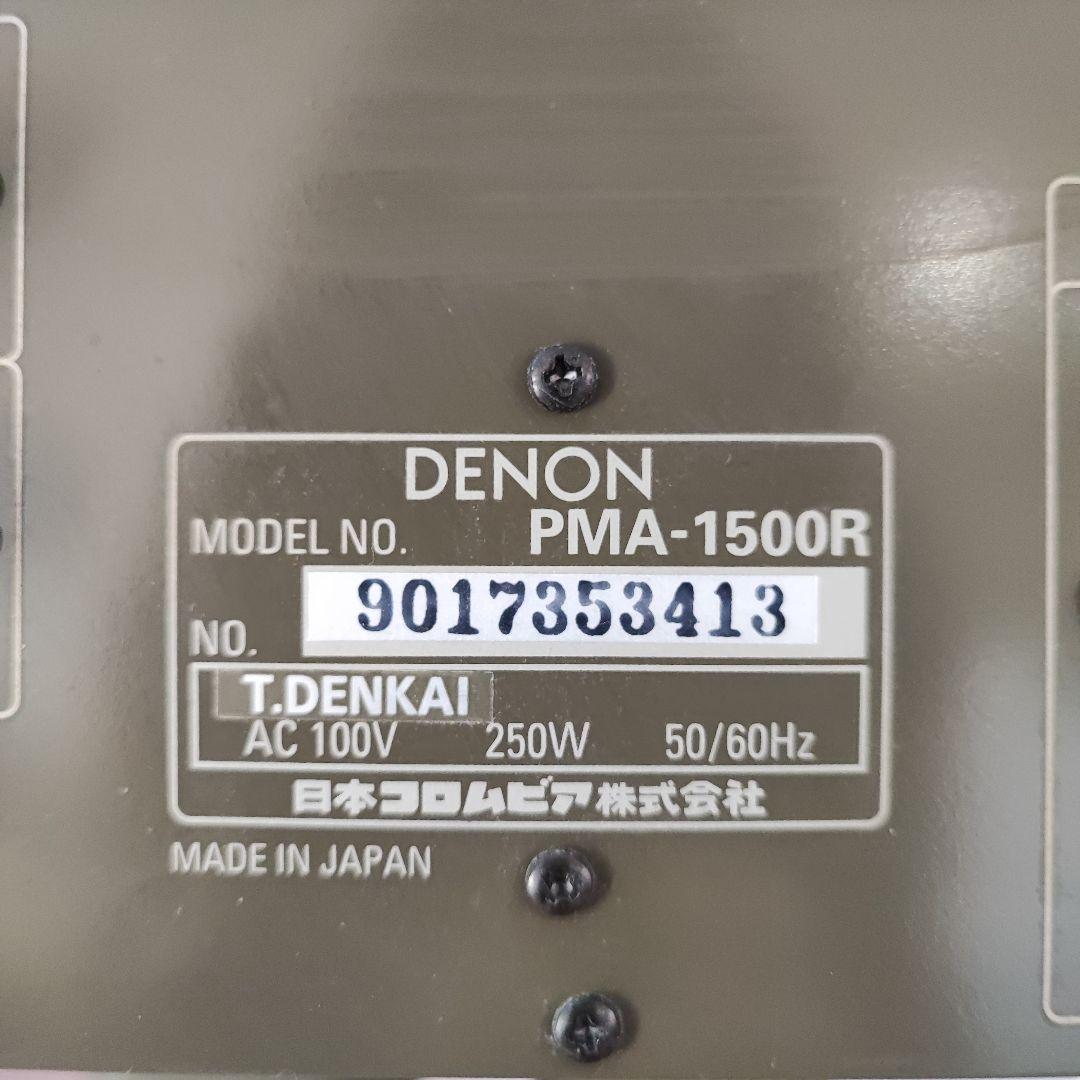 DENON
MODEL NO. PMA-1500R
NO. 9017353413
T.DENKAI
AC 100V 250W 50/60Hz
日本コロムビア株式会社
MADE IN JAPAN